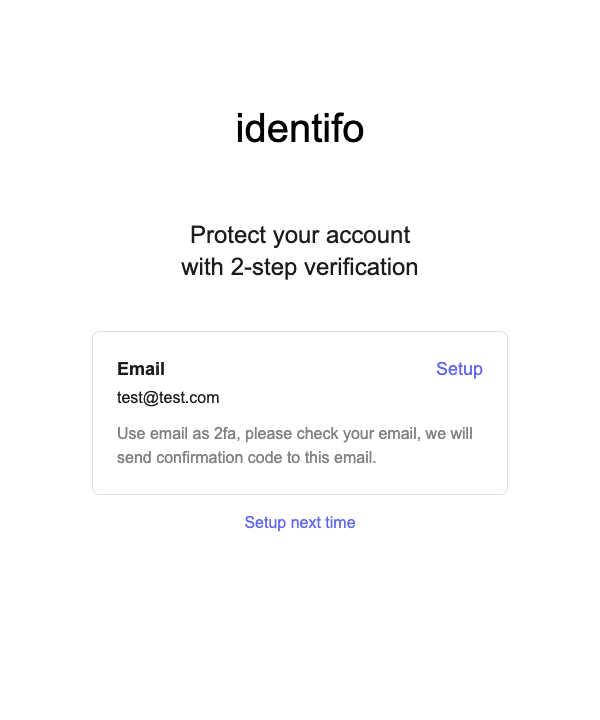 identifo
Protect your account
with 2-step verification
Email
Setup
test@test.com
Use email as 2fa, please check your email, we will
send confirmation code to this email.
Setup next time